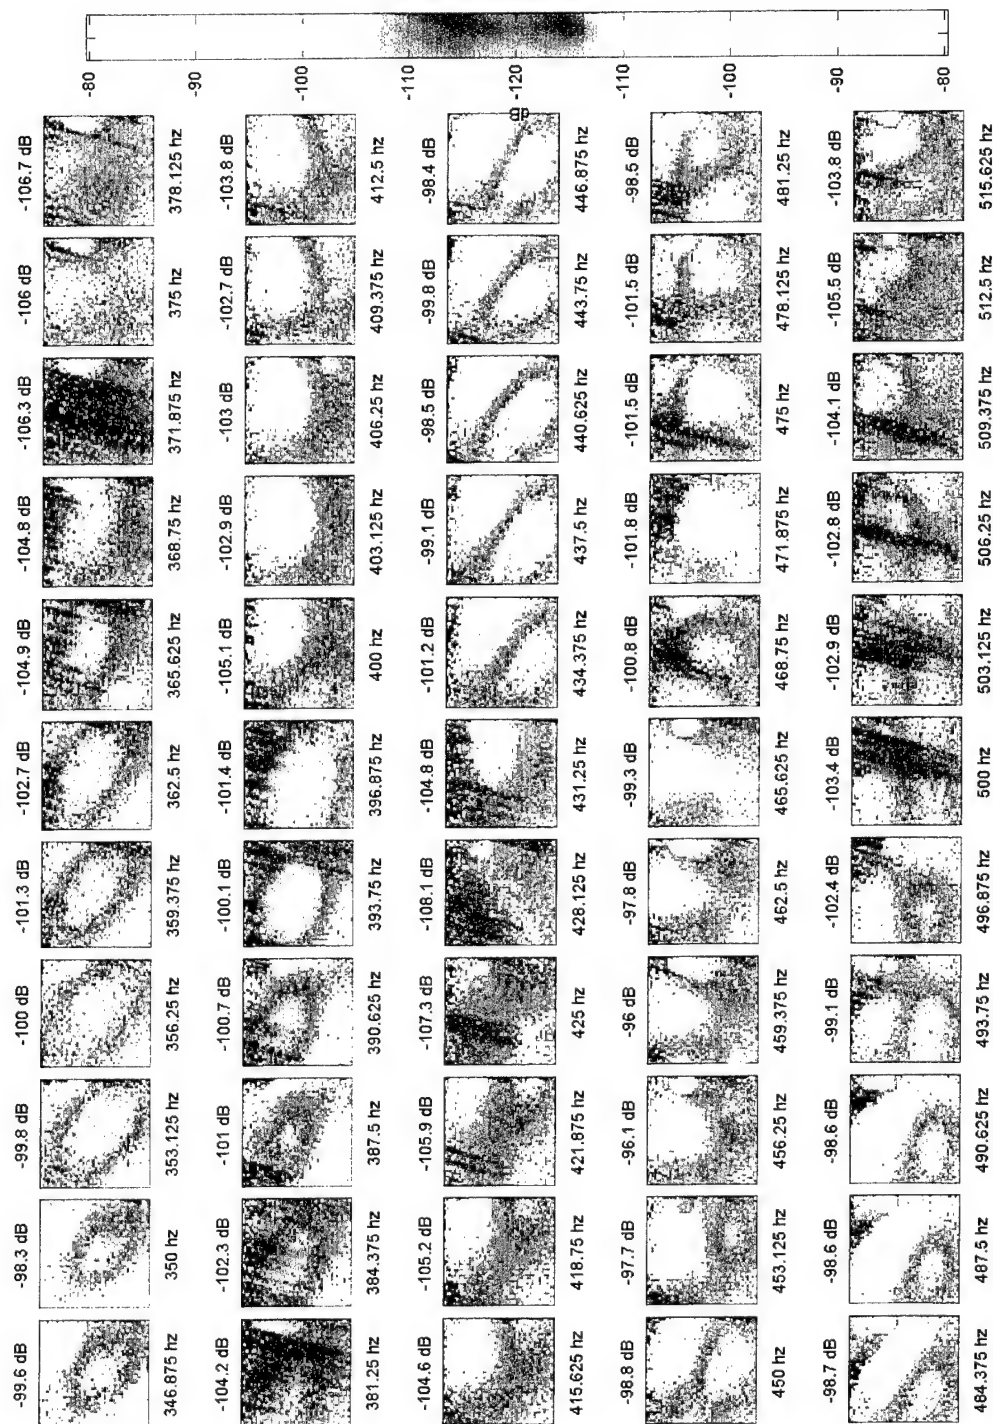 -99.6 dB -98.3 dB -99.8 dB -100 dB -101.3 dB -102.7 dB -104.9 dB -104.8 dB -106.3 dB -106 dB -106.7 dB
346.875 hz 350 hz 353.125 hz 356.25 hz 359.375 hz 362.5 hz 365.625 hz 368.75 hz 371.875 hz 375 hz 378.125 hz
-104.2 dB -102.3 dB -101 dB -100.7 dB -100.1 dB -101.4 dB -105.1 dB -102.9 dB -103 dB -102.7 dB -103.8 dB
381.25 hz 384.375 hz 387.5 hz 390.625 hz 393.75 hz 396.875 hz 400 hz 403.125 hz 406.25 hz 409.375 hz 412.5 hz
-104.6 dB -105.2 dB -105.9 dB -107.3 dB -108.1 dB -104.8 dB -101.2 dB -99.1 dB -98.5 dB -99.8 dB -98.4 dB
415.625 hz 418.75 hz 421.875 hz 425 hz 428.125 hz 431.25 hz 434.375 hz 437.5 hz 440.625 hz 443.75 hz 446.875 hz
-98.8 dB -97.7 dB -96.1 dB -96 dB -97.8 dB -99.3 dB -100.8 dB -101.8 dB -101.5 dB -101.5 dB -98.5 dB
450 hz 453.125 hz 456.25 hz 459.375 hz 462.5 hz 465.625 hz 468.75 hz 471.875 hz 475 hz 478.125 hz 481.25 hz
-98.7 dB -98.6 dB -98.6 dB -99.1 dB -102.4 dB -103.4 dB -102.9 dB -102.8 dB -104.1 dB -105.5 dB -103.8 dB
484.375 hz 487.5 hz 490.625 hz 493.75 hz 496.875 hz 500 hz 503.125 hz 506.25 hz 509.375 hz 512.5 hz 515.625 hz
-80
-90
-100
-110
-120
dB
-110
-100
-90
-80